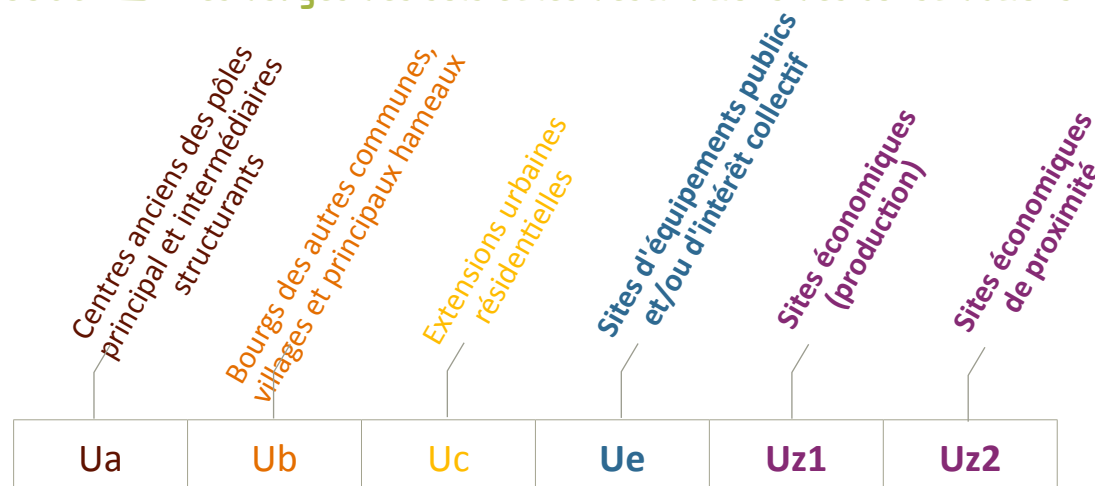 Centres anciens des pôles
principal et intermédiaires
structurants
Bourgs des autres communes,
villages et principaux hameaux
Extensions urbaines
résidentielles
Sites d'équipements publics
et/ou d'intérêt collectif
Sites économiques
(production)
Sites économiques
de proximité
Ua
Ub
Uc
Ue
Uz1
Uz2